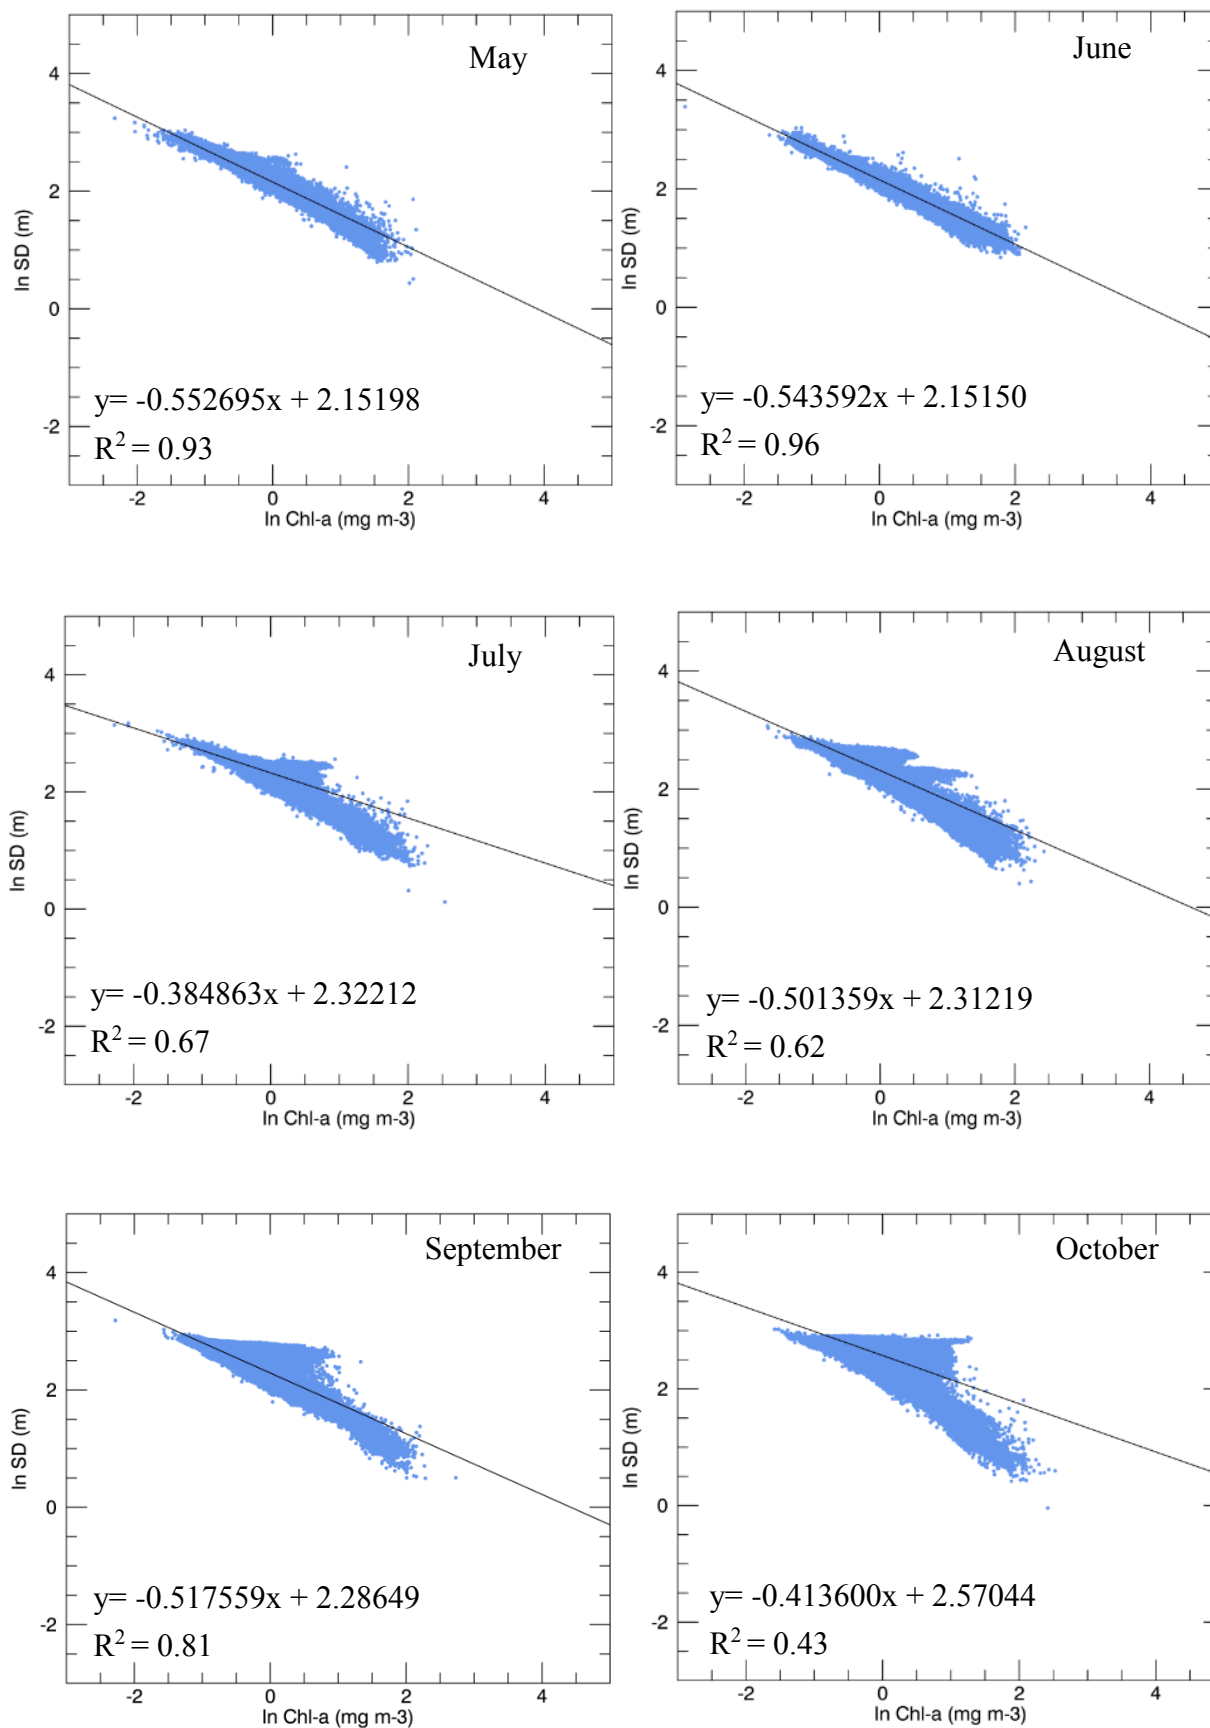 May
4
2
0
-2
ln SD (m)
y= -0.552695x + 2.15198
R² = 0.93
-2 0 2 4
ln Chl-a (mg m-3)
June
4
2
0
-2
ln SD (m)
y= -0.543592x + 2.15150
R² = 0.96
-2 0 2 4
ln Chl-a (mg m-3)
July
4
2
0
-2
ln SD (m)
y= -0.384863x + 2.32212
R² = 0.67
-2 0 2 4
ln Chl-a (mg m-3)
August
4
2
0
-2
ln SD (m)
y= -0.501359x + 2.31219
R² = 0.62
-2 0 2 4
ln Chl-a (mg m-3)
September
4
2
0
-2
ln SD (m)
y= -0.517559x + 2.28649
R² = 0.81
-2 0 2 4
ln Chl-a (mg m-3)
October
4
2
0
-2
ln SD (m)
y= -0.413600x + 2.57044
R² = 0.43
-2 0 2 4
ln Chl-a (mg m-3)